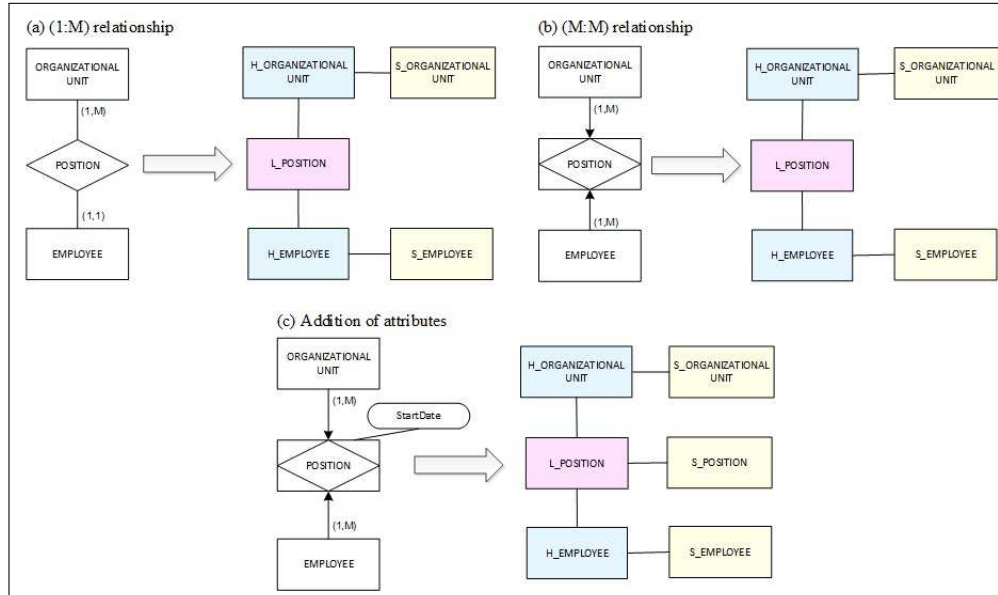 (a) (1:M) relationship
ORGANIZATIONAL
UNIT
(1,M)
POSITION
(1,1)
EMPLOYEE
H_ORGANIZATIONAL
UNIT
S_ORGANIZATIONAL
UNIT
L_POSITION
H_EMPLOYEE
S_EMPLOYEE
(b) (M:M) relationship
ORGANIZATIONAL
UNIT
(1,M)
POSITION
(1,M)
EMPLOYEE
H_ORGANIZATIONAL
UNIT
S_ORGANIZATIONAL
UNIT
L_POSITION
H_EMPLOYEE
S_EMPLOYEE
(c) Addition of attributes
ORGANIZATIONAL
UNIT
(1,M)
StartDate
POSITION
(1,M)
EMPLOYEE
H_ORGANIZATIONAL
UNIT
S_ORGANIZATIONAL
UNIT
L_POSITION
S_POSITION
H_EMPLOYEE
S_EMPLOYEE